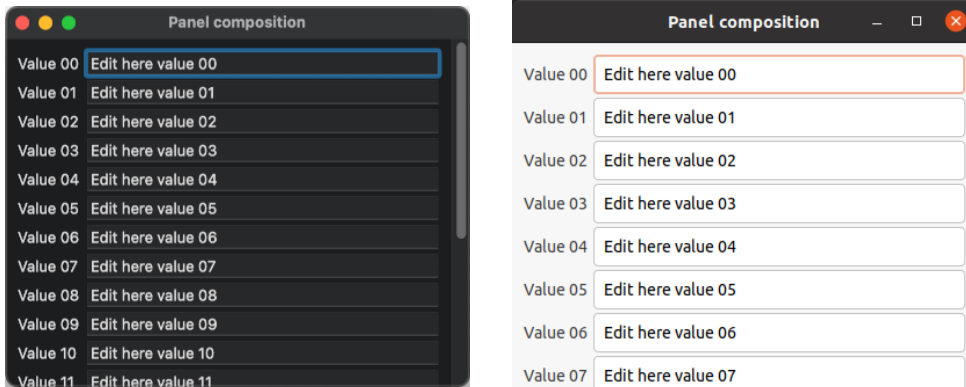 Panel composition
Value 00 Edit here value 00
Value 01 Edit here value 01
Value 02 Edit here value 02
Value 03 Edit here value 03
Value 04 Edit here value 04
Value 05 Edit here value 05
Value 06 Edit here value 06
Value 07 Edit here value 07
Value 08 Edit here value 08
Value 09 Edit here value 09
Value 10 Edit here value 10
Value 11 Edit here value 11
Panel composition
Value 00 Edit here value 00
Value 01 Edit here value 01
Value 02 Edit here value 02
Value 03 Edit here value 03
Value 04 Edit here value 04
Value 05 Edit here value 05
Value 06 Edit here value 06
Value 07 Edit here value 07